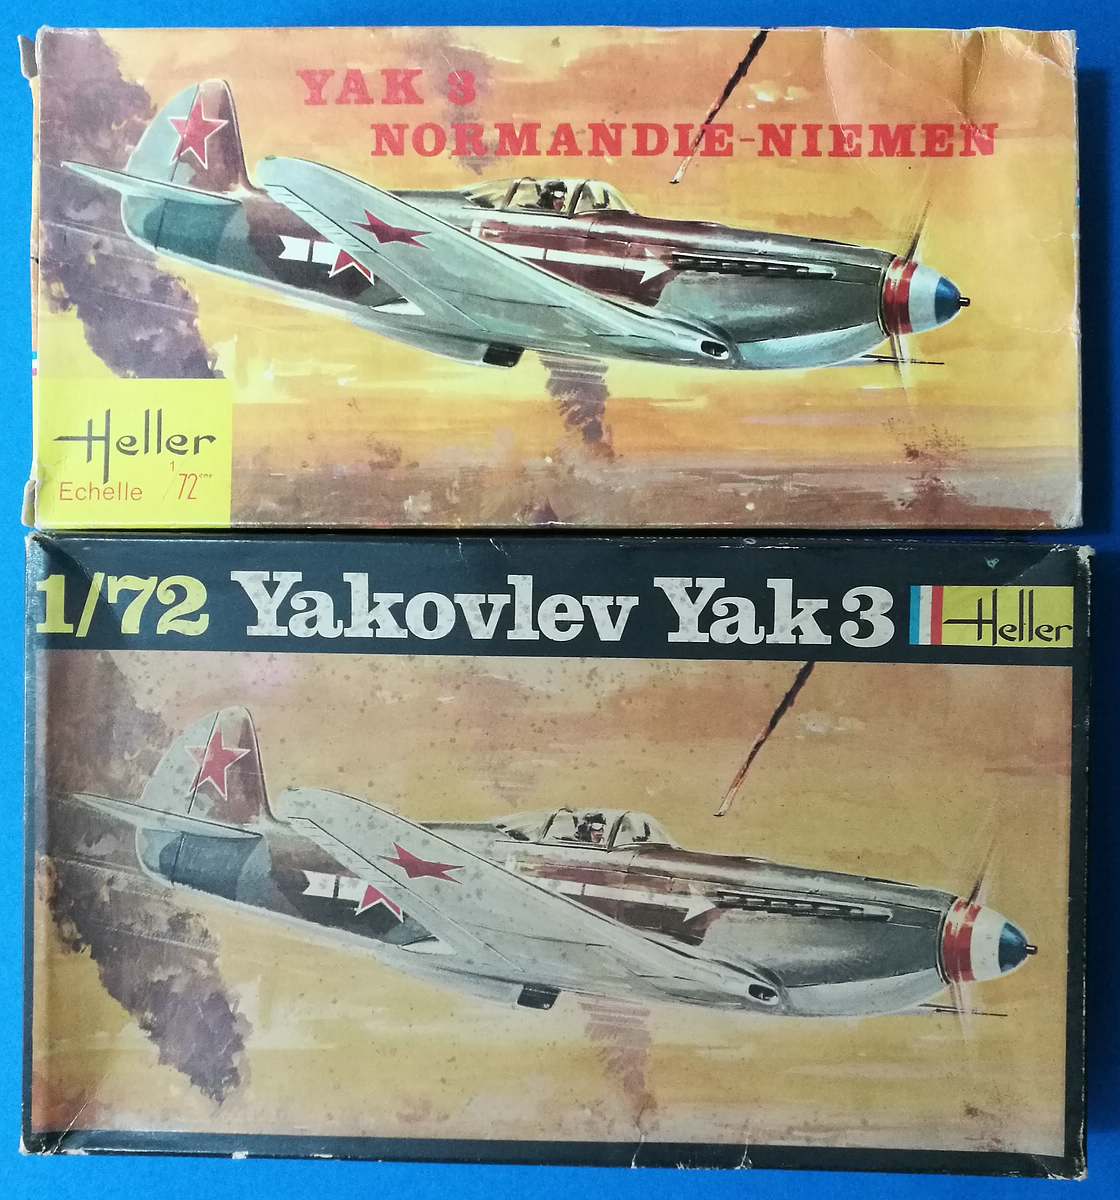 YAK 3
NORMANDIE-NIEMEN
Heller
Echelle 1/72ème
1/72 Yakovlev Yak 3 Heller